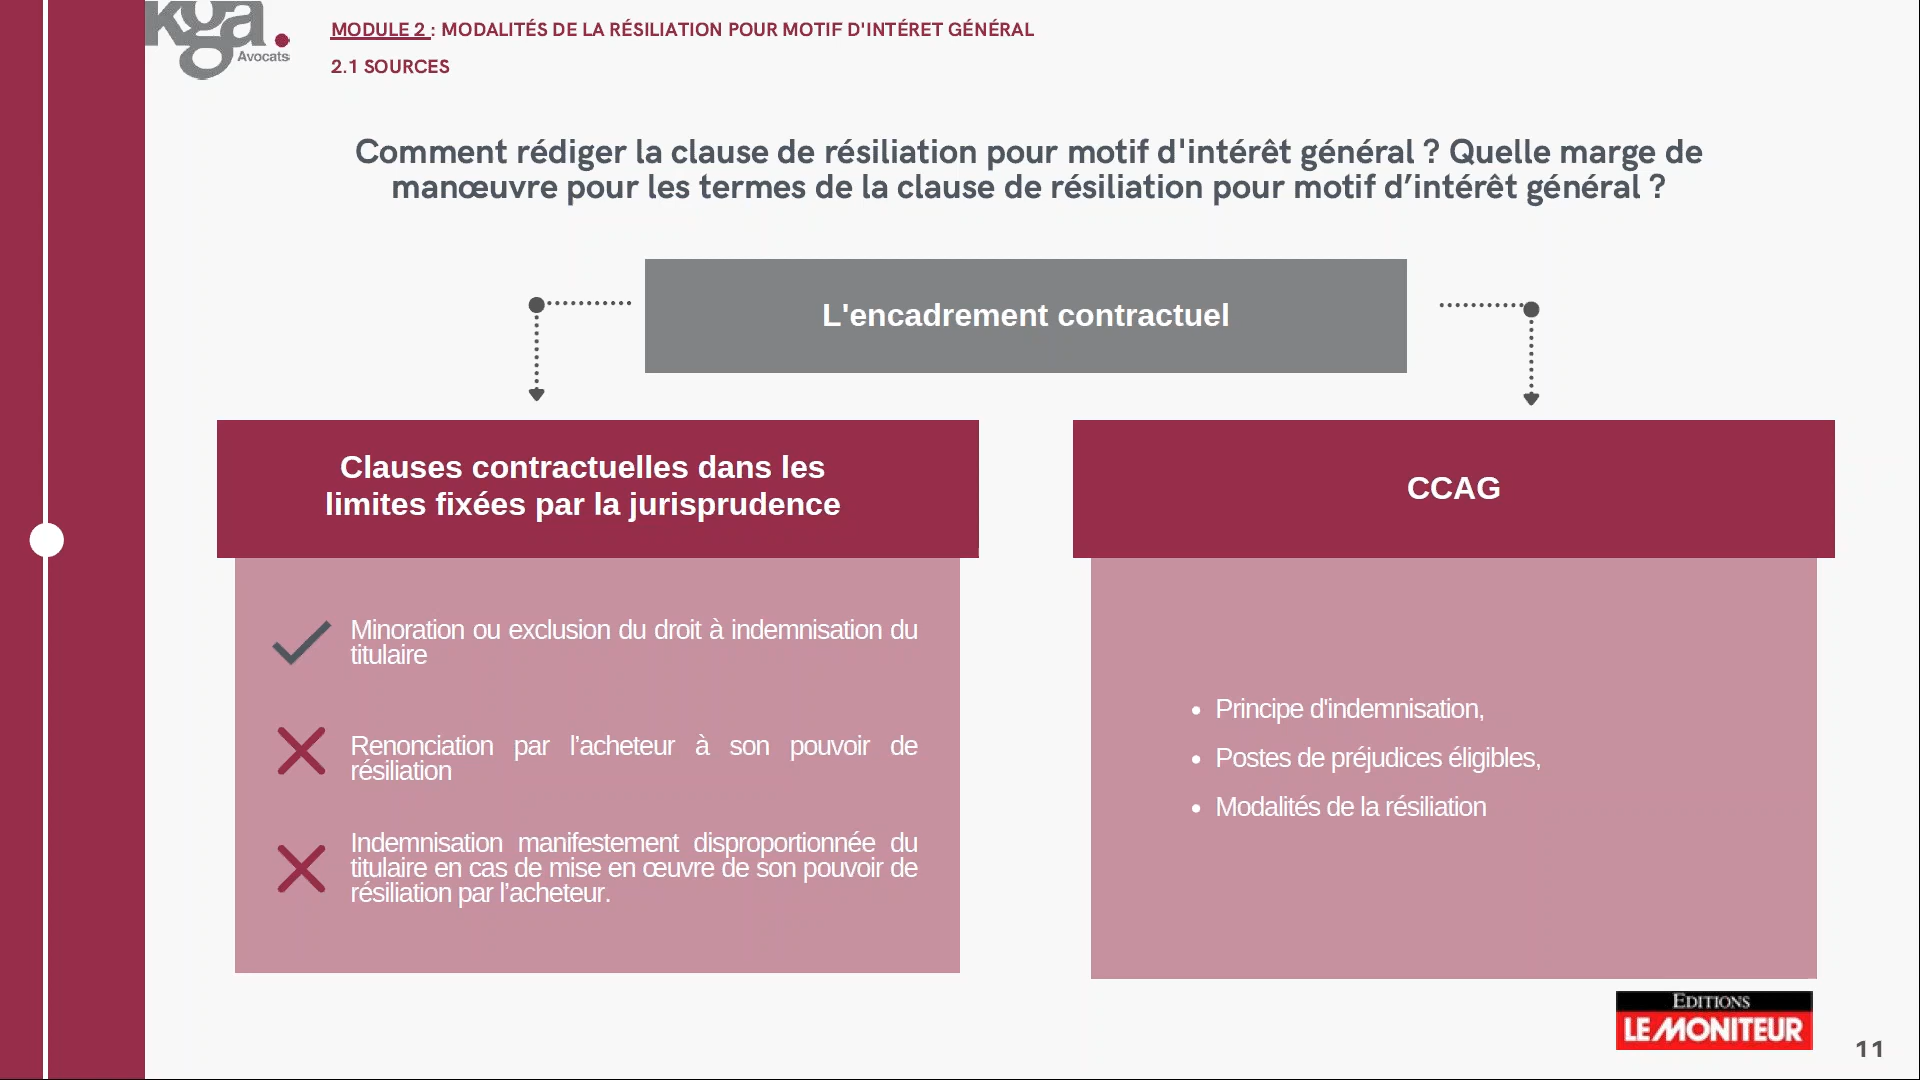 kga.
Avocats
MODULE 2 : MODALITÉS DE LA RÉSILIATION POUR MOTIF D'INTÉRET GÉNÉRAL
2.1 SOURCES
Comment rédiger la clause de résiliation pour motif d'intérêt général ? Quelle marge de
manœuvre pour les termes de la clause de résiliation pour motif d’intérêt général ?
L'encadrement contractuel
Clauses contractuelles dans les
limites fixées par la jurisprudence
Minoration ou exclusion du droit à indemnisation du
titulaire
Renonciation par l’acheteur à son pouvoir de
résiliation
Indemnisation manifestement disproportionnée du
titulaire en cas de mise en œuvre de son pouvoir de
résiliation par l’acheteur.
CCAG
• Principe d'indemnisation,
• Postes de préjudices éligibles,
• Modalités de la résiliation
EDITIONS
LE MONITEUR
11